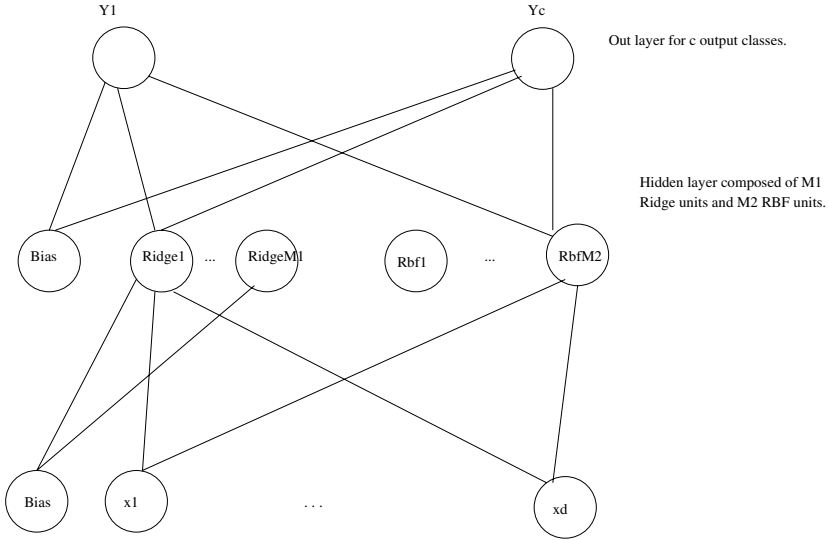 Y1
Yc
Out layer for c output classes.
Hidden layer composed of M1
Ridge units and M2 RBF units.
Bias
Ridge1
...
RidgeM1
Rbf1
...
RbfM2
Bias
x1
. . .
xd